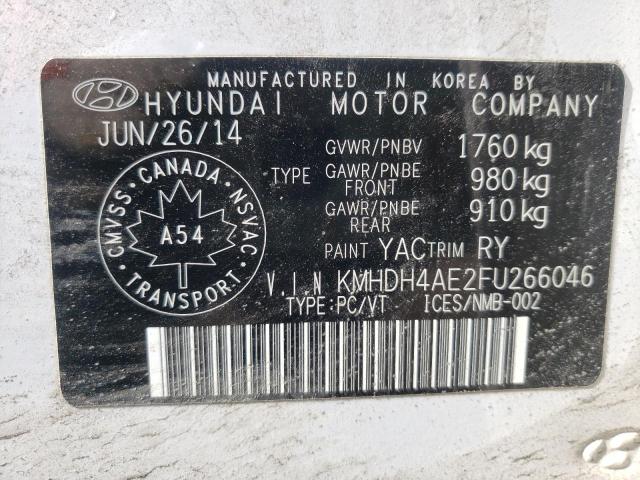 MANUFACTURED IN KOREA BY
HYUNDAI MOTOR COMPANY
JUN/26/14
GVWR/PNBV 1760 kg
TYPE GAWR/PNBE FRONT 980 kg
GAWR/PNBE REAR 910 kg
PAINT YAC TRIM RY
V.I.N KMHDH4AE2FU266046
TYPE:PC/VT ICES/NMB-002
CANADA
CMVSS NSVAC
A54
TRANSPORT